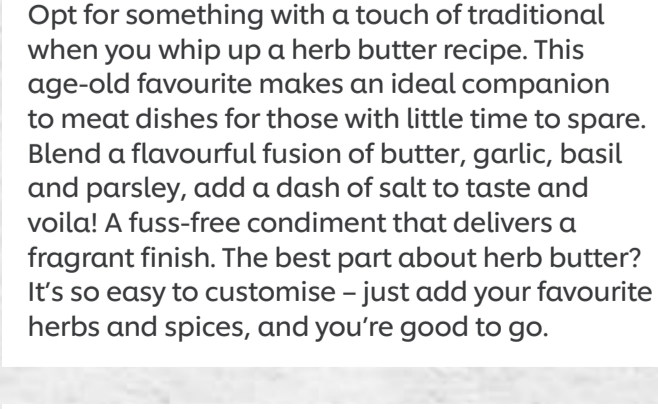 Opt for something with a touch of traditional
when you whip up a herb butter recipe. This
age-old favourite makes an ideal companion
to meat dishes for those with little time to spare.
Blend a flavourful fusion of butter, garlic, basil
and parsley, add a dash of salt to taste and
voila! A fuss-free condiment that delivers a
fragrant finish. The best part about herb butter?
It’s so easy to customise – just add your favourite
herbs and spices, and you’re good to go.